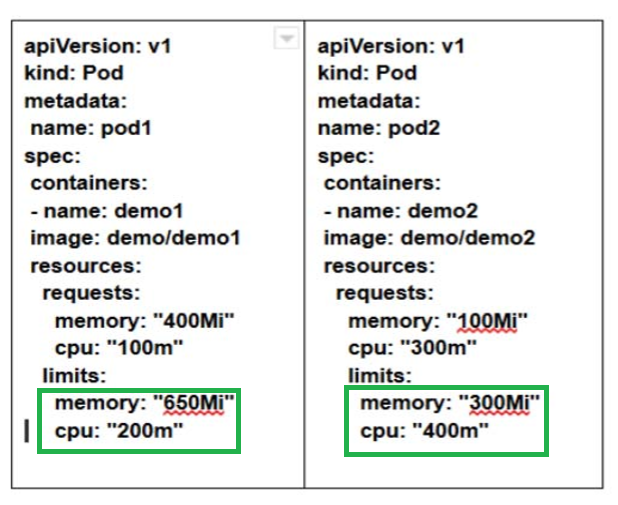 apiVersion: v1
kind: Pod
metadata:
 name: pod1
spec:
 containers:
 - name: demo1
 image: demo/demo1
 resources:
   requests:
     memory: "400Mi"
     cpu: "100m"
   limits:
     memory: "650Mi"
     cpu: "200m"
apiVersion: v1
kind: Pod
metadata:
name: pod2
spec:
 containers:
 - name: demo2
 image: demo/demo2
 resources:
   requests:
     memory: "100Mi"
     cpu: "300m"
     limits:
       memory: "300Mi"
       cpu: "400m"